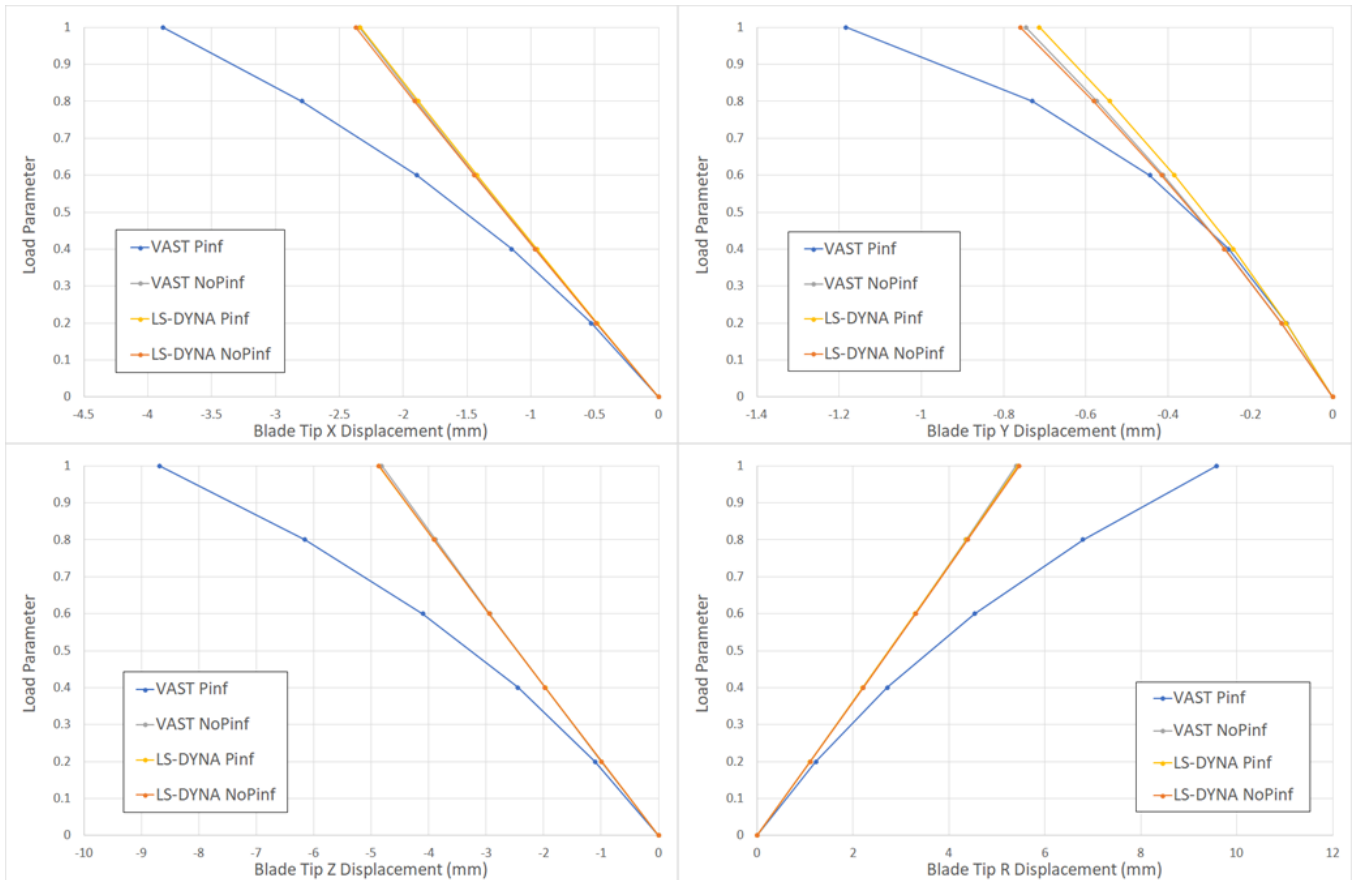 1
0.9
0.8
0.7
0.6
0.5
0.4
0.3
0.2
0.1
0
Load Parameter
VAST Pinf
VAST NoPinf
LS-DYNA Pinf
LS-DYNA NoPinf
-4.5 -4 -3.5 -3 -2.5 -2 -1.5 -1 -0.5 0
Blade Tip X Displacement (mm)
1
0.9
0.8
0.7
0.6
0.5
0.4
0.3
0.2
0.1
0
Load Parameter
VAST Pinf
VAST NoPinf
LS-DYNA Pinf
LS-DYNA NoPinf
-1.4 -1.2 -1 -0.8 -0.6 -0.4 -0.2 0
Blade Tip Y Displacement (mm)
1
0.9
0.8
0.7
0.6
0.5
0.4
0.3
0.2
0.1
0
Load Parameter
VAST Pinf
VAST NoPinf
LS-DYNA Pinf
LS-DYNA NoPinf
-10 -9 -8 -7 -6 -5 -4 -3 -2 -1 0
Blade Tip Z Displacement (mm)
1
0.9
0.8
0.7
0.6
0.5
0.4
0.3
0.2
0.1
0
Load Parameter
VAST Pinf
VAST NoPinf
LS-DYNA Pinf
LS-DYNA NoPinf
0 2 4 6 8 10 12
Blade Tip R Displacement (mm)